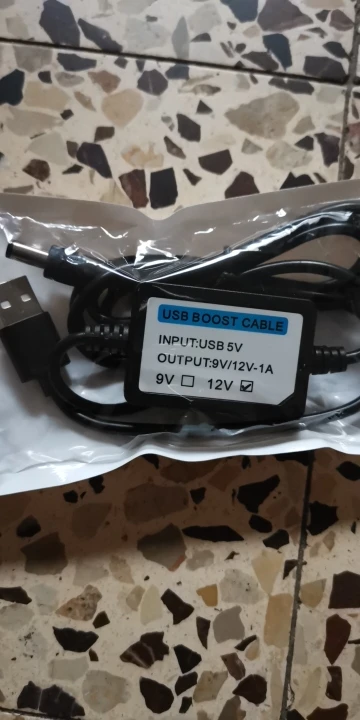 USB BOOST CABLE
INPUT:USB 5V
OUTPUT:9V/12V-1A
9V ☐ 12V ☑